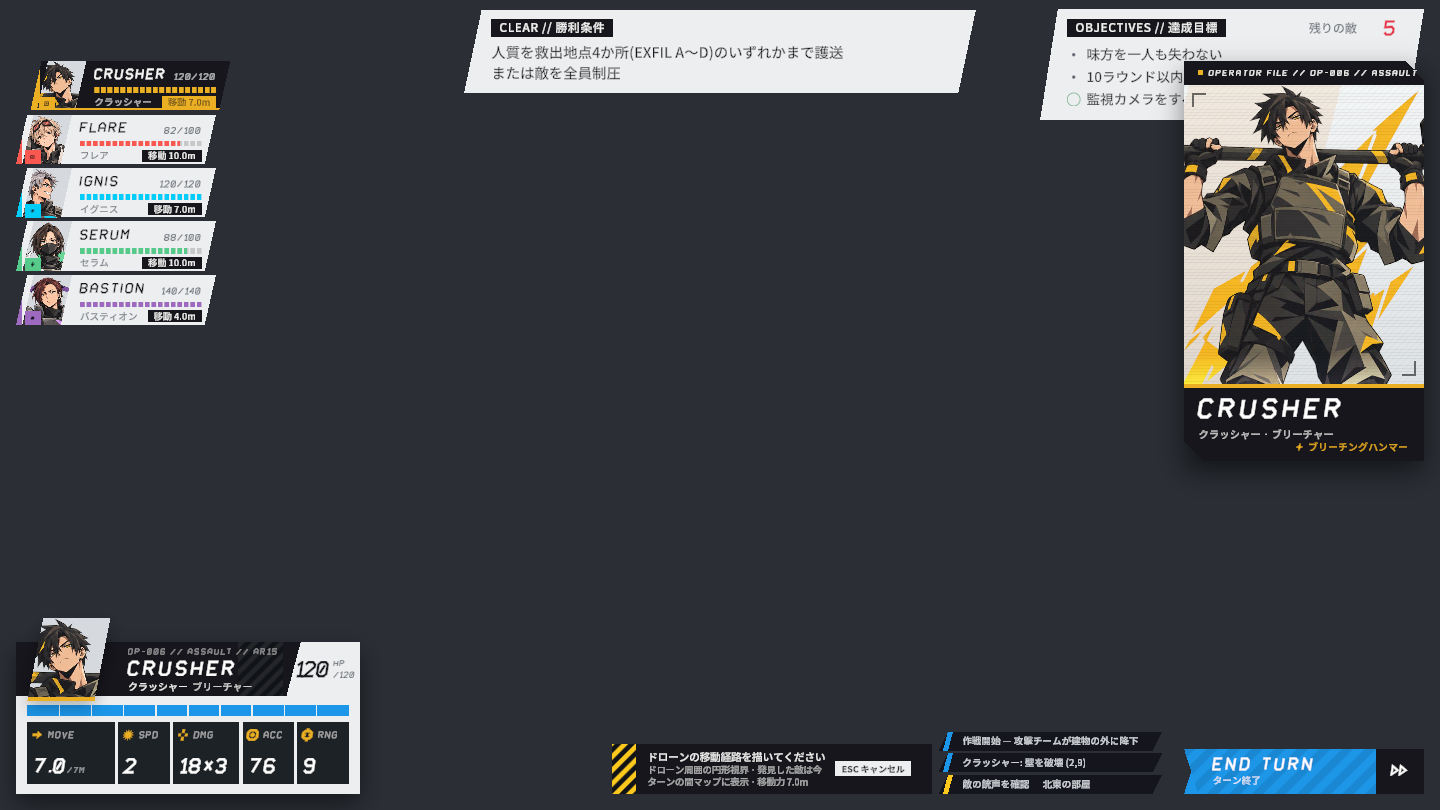 CLEAR // 勝利条件
人質を救出地点4か所(EXFIL A〜D)のいずれかまで護送
または敵を全員制圧
OBJECTIVES // 達成目標
残りの敵 5
・ 味方を一人も失わない
・ 10ラウンド以内
〇 監視カメラをす
CRUSHER 120/120
クラッシャー 移動 7.0m
FLARE 82/100
フレア 移動 10.0m
IGNIS 120/120
イグニス 移動 7.0m
SERUM 88/100
セラム 移動 10.0m
BASTION 140/140
バスティオン 移動 4.0m
OPERATOR FILE // OP-006 // ASSAULT
CRUSHER
クラッシャー・ブリーチャー
ブリーチングハンマー
OP-006 // ASSAULT // AR15
CRUSHER
クラッシャー ブリーチャー
120 HP /120
MOVE
7.0/7M
SPD
2
DMG
18×3
ACC
76
RNG
9
ドローンの移動経路を描いてください
ドローン周囲の円形視界・発見した敵は今
ターンの間マップに表示・移動力 7.0m
ESC キャンセル
作戦開始 — 攻撃チームが建物の外に降下
クラッシャー: 壁を破壊 (2,9)
敵の銃声を確認 北東の部屋
END TURN
ターン終了